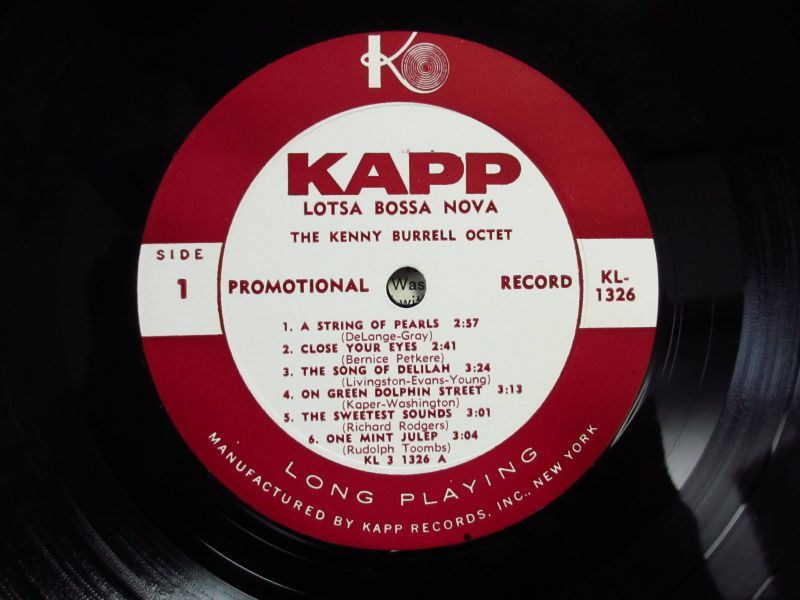 K
KAPP
LOTSA BOSSA NOVA
THE KENNY BURRELL OCTET
SIDE
1
PROMOTIONAL RECORD
KL-
1326
Was
1. A STRING OF PEARLS 2:57
(DeLange-Gray)
2. CLOSE YOUR EYES 2:41
(Bernice Petkere)
3. THE SONG OF DELILAH 3:24
(Livingston-Evans-Young)
4. ON GREEN DOLPHIN STREET 3:13
(Kaper-Washington)
5. THE SWEETEST SOUNDS 3:01
(Richard Rodgers)
6. ONE MINT JULEP 3:04
(Rudolph Toombs)
KL 3 1326 A
LONG PLAYING
MANUFACTURED BY KAPP RECORDS, INC., NEW YORK